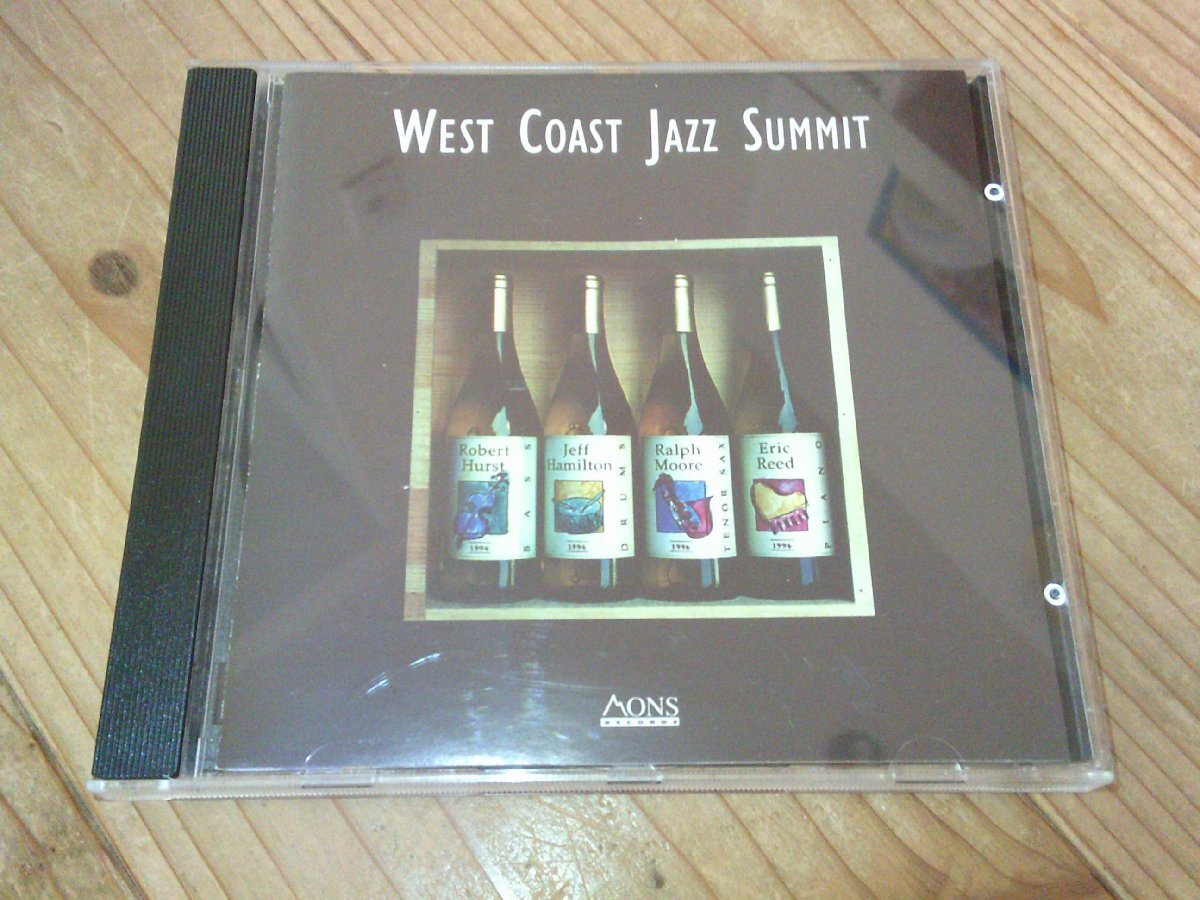 West Coast Jazz Summit
Robert
Hurst
BASS
1996
Jeff
Hamilton
DRUMS
1996
Ralph
Moore
TENOR SAX
1996
Eric
Reed
PIANO
1996
MONS
RECORDS